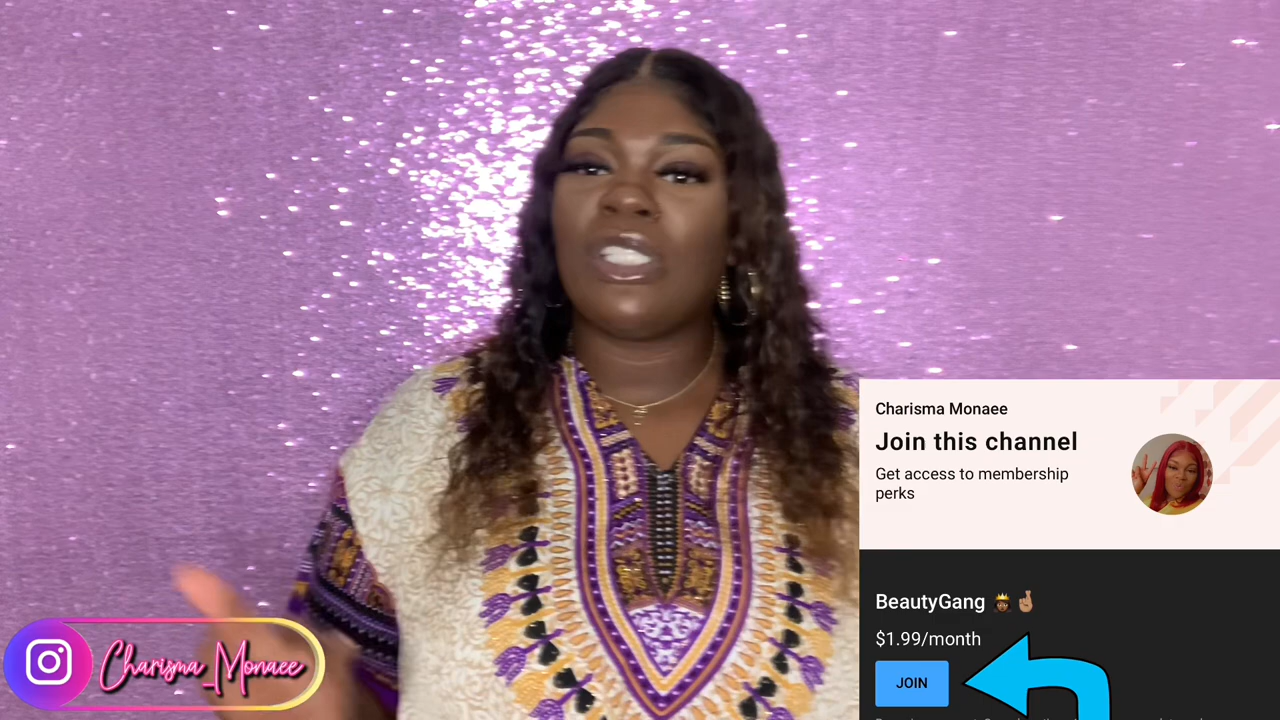 Charisma Monaee
Join this channel
Get access to membership
perks
BeautyGang
$1.99/month
JOIN
Charisma_Monaee